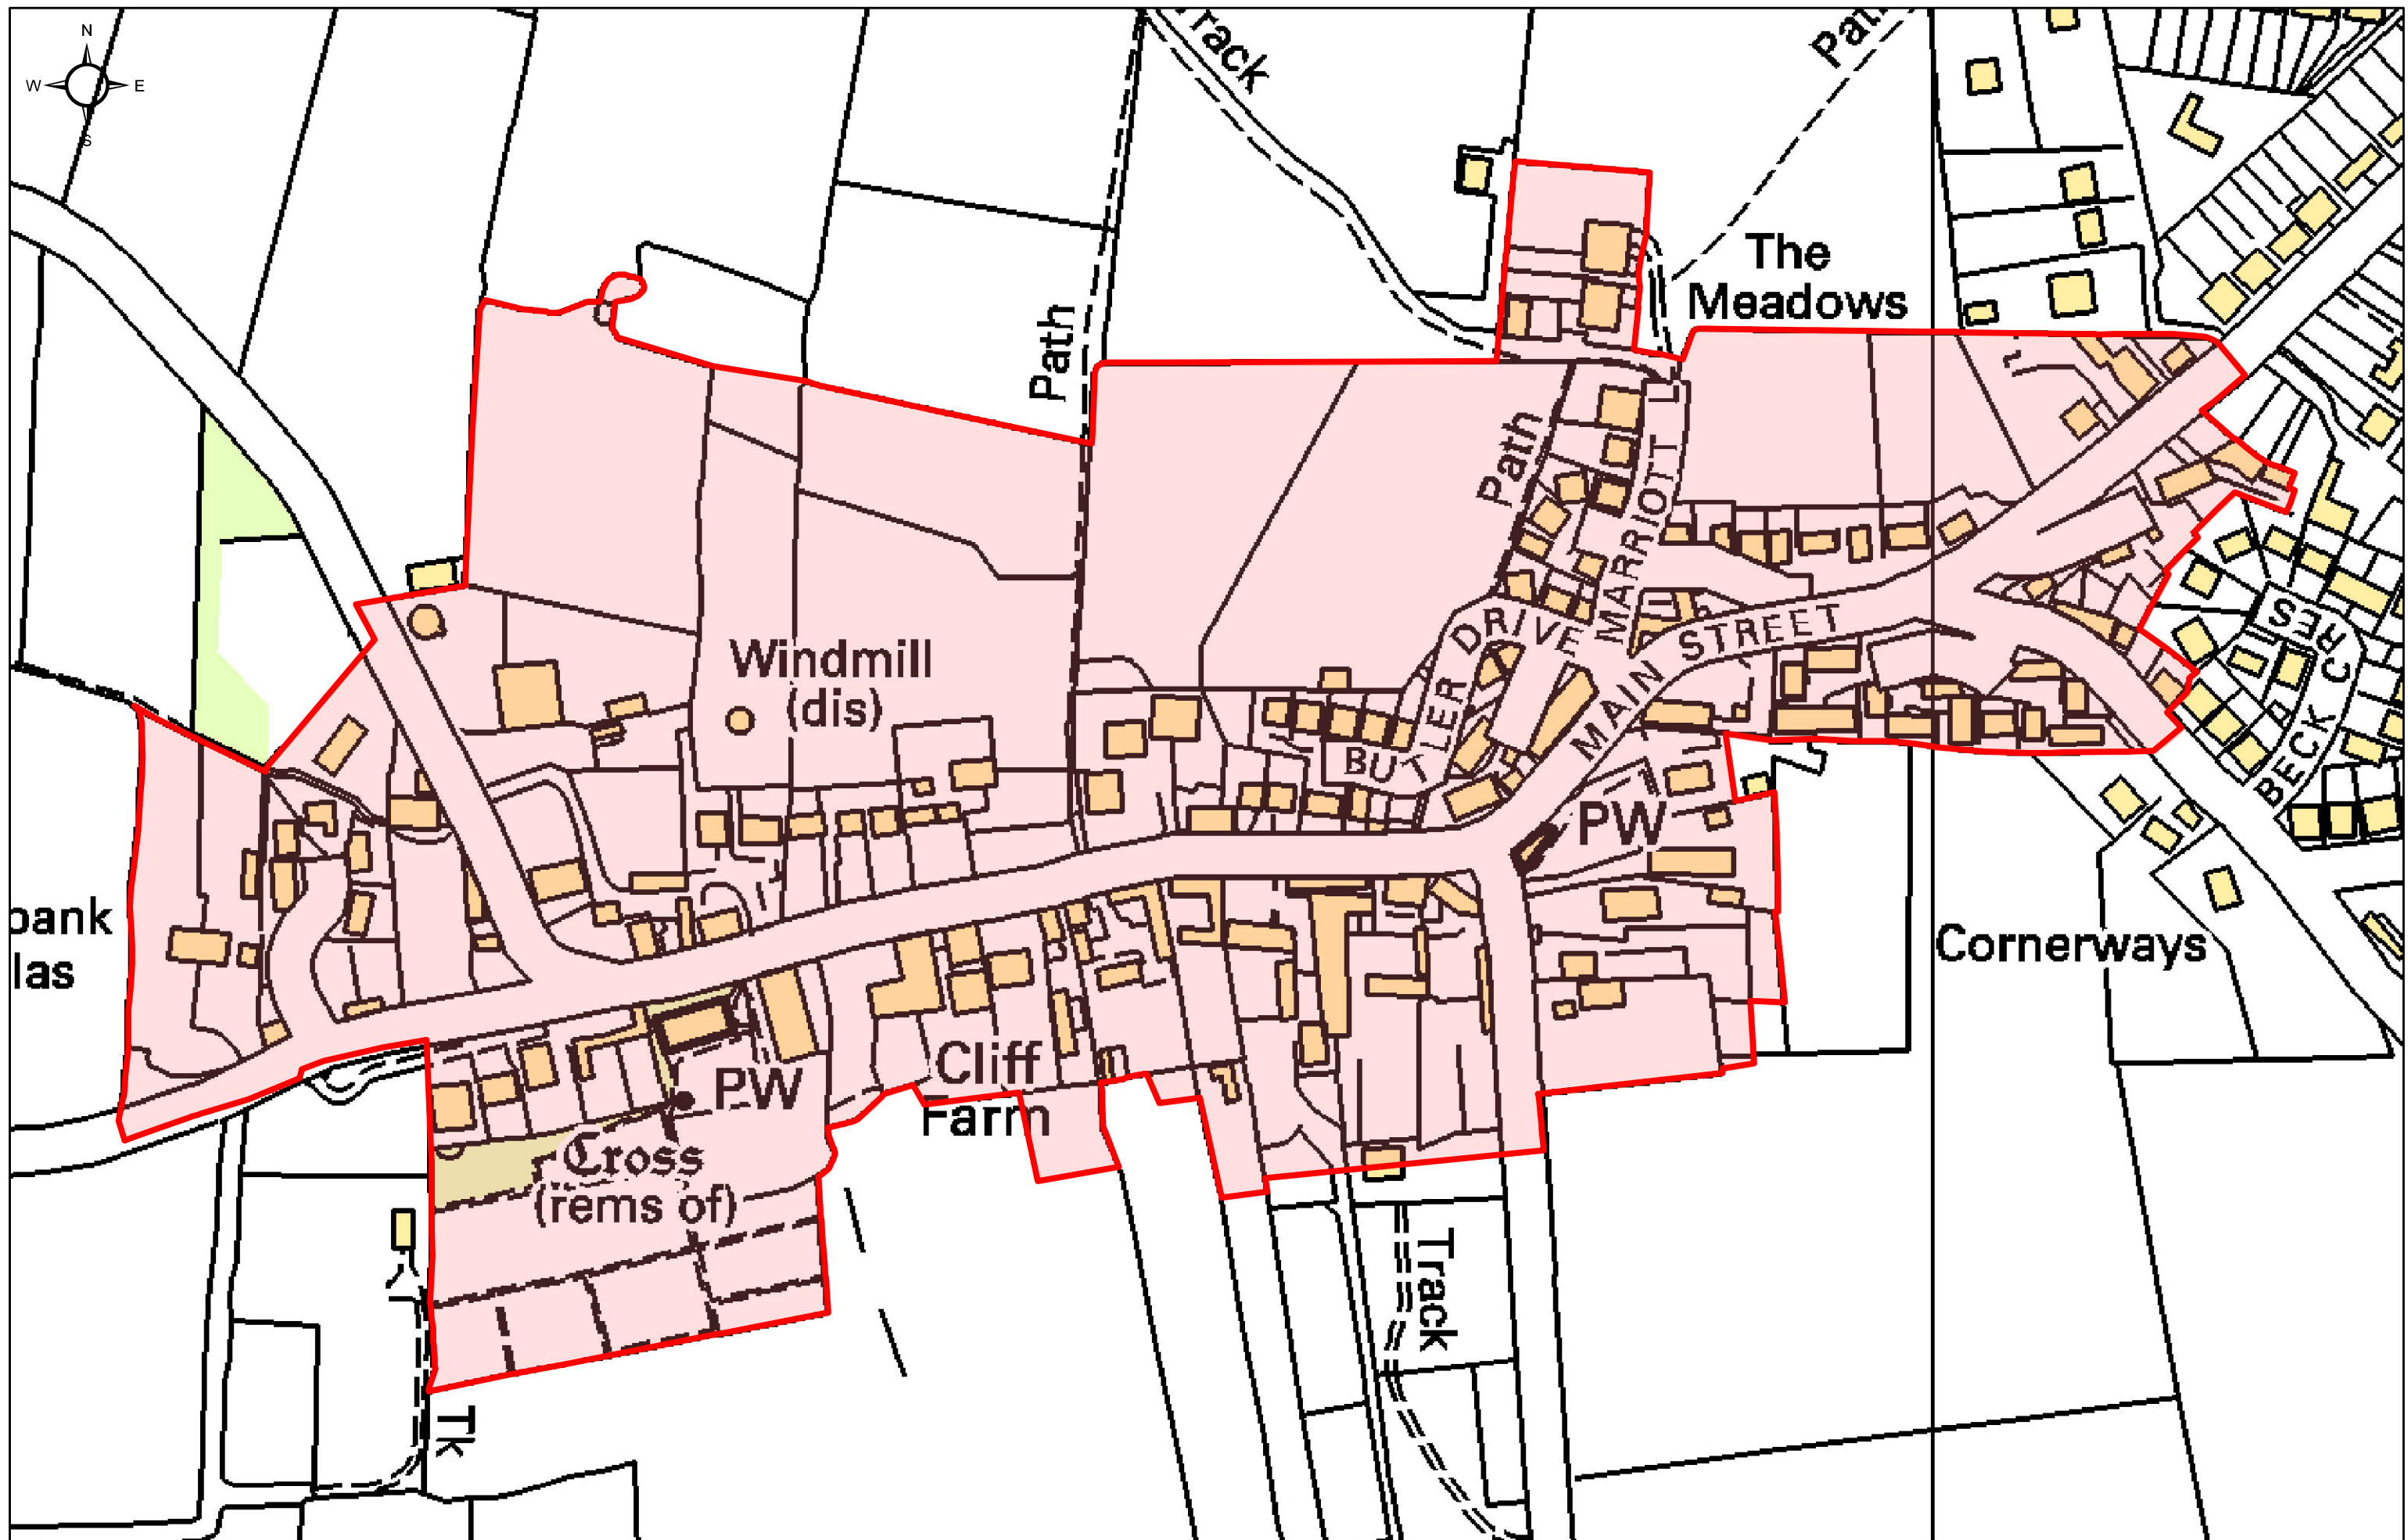 N
W E
S
Track
Path
The
Meadows
Path
Path
MARRIOTT L
Windmill
(dis)
BUTLER DRIVE
MAIN STREET
BECK CRES
PW
bank
las
Cornerways
Cliff
Farm
PW
Cross
(rems of)
Track
Tk